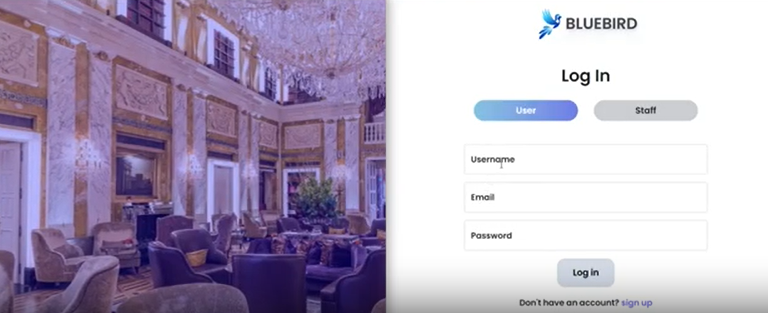 BLUEBIRD
Log In
User
Staff
Username
Email
Password
Log in
Don't have an account? sign up